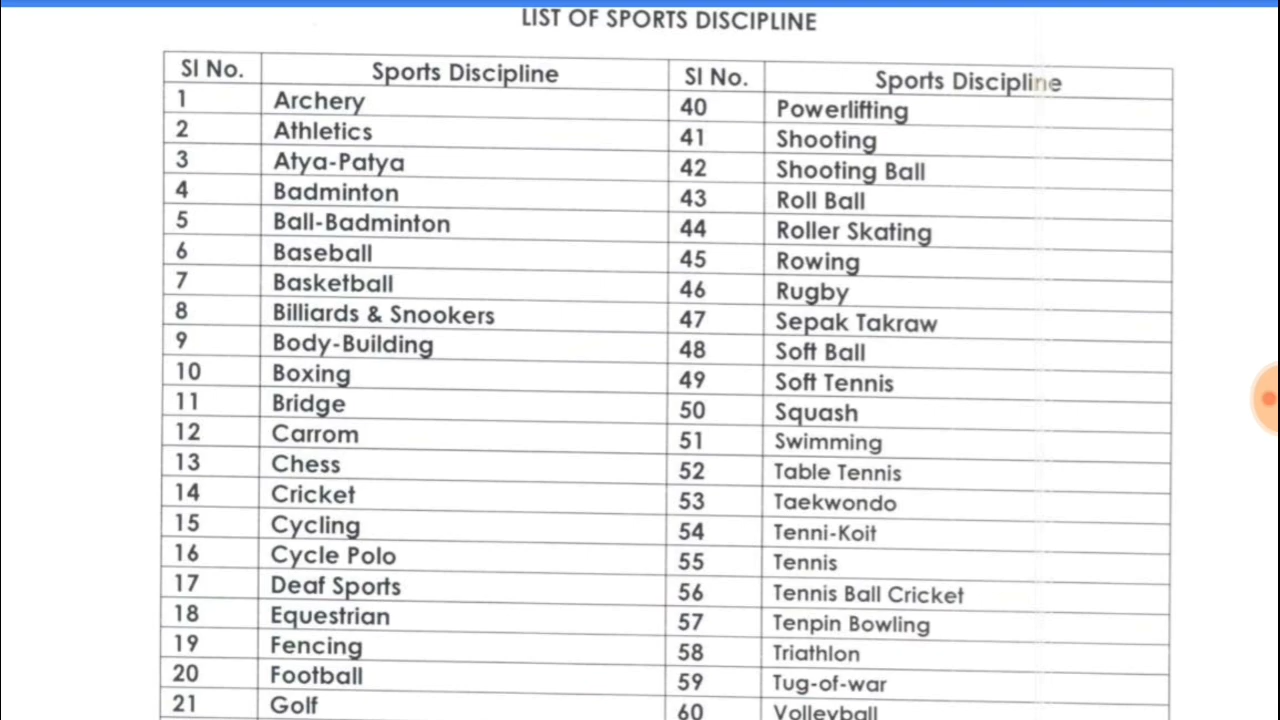 LIST OF SPORTS DISCIPLINE
Sl No. Sports Discipline Sl No. Sports Discipline
1 Archery 40 Powerlifting
2 Athletics 41 Shooting
3 Atya-Patya 42 Shooting Ball
4 Badminton 43 Roll Ball
5 Ball-Badminton 44 Roller Skating
6 Baseball 45 Rowing
7 Basketball 46 Rugby
8 Billiards & Snookers 47 Sepak Takraw
9 Body-Building 48 Soft Ball
10 Boxing 49 Soft Tennis
11 Bridge 50 Squash
12 Carrom 51 Swimming
13 Chess 52 Table Tennis
14 Cricket 53 Taekwondo
15 Cycling 54 Tenni-Koit
16 Cycle Polo 55 Tennis
17 Deaf Sports 56 Tennis Ball Cricket
18 Equestrian 57 Tenpin Bowling
19 Fencing 58 Triathlon
20 Football 59 Tug-of-war
21 Golf 60 Volleyball